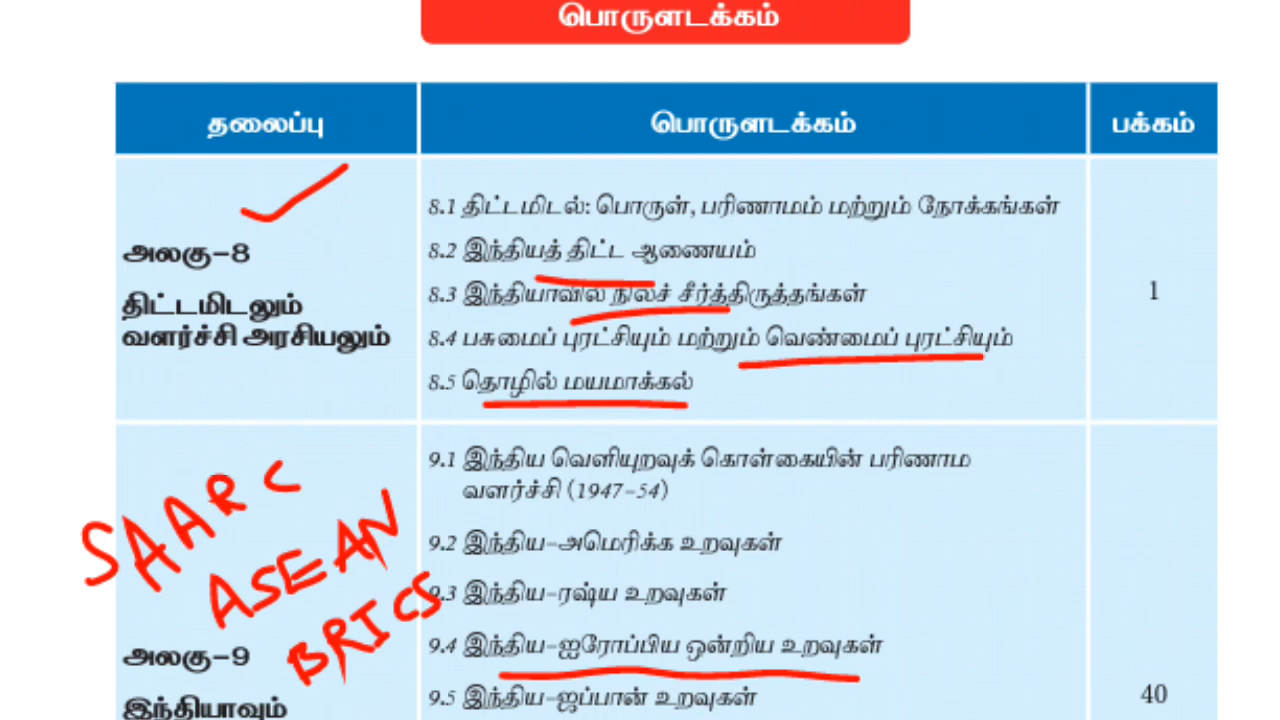 பொருளடக்கம்
தலைப்பு பொருளடக்கம் பக்கம்
அலகு-8
திட்டமிடலும்
வளர்ச்சி அரசியலும்
8.1 திட்டமிடல்: பொருள், பரிணாமம் மற்றும் நோக்கங்கள்
8.2 இந்தியத் திட்ட ஆணையம்
8.3 இந்தியாவில் நிலச் சீர்த்திருத்தங்கள்
8.4 பசுமைப் புரட்சியும் மற்றும் வெண்மைப் புரட்சியும்
8.5 தொழில் மயமாக்கல்
1
SAARC
ASEAN
BRICS
அலகு-9
இந்தியாவும்
9.1 இந்திய வெளியுறவுக் கொள்கையின் பரிணாம
வளர்ச்சி (1947-54)
9.2 இந்திய-அமெரிக்க உறவுகள்
9.3 இந்திய-ரஷ்ய உறவுகள்
9.4 இந்திய-ஐரோப்பிய ஒன்றிய உறவுகள்
9.5 இந்திய-ஜப்பான் உறவுகள்
40